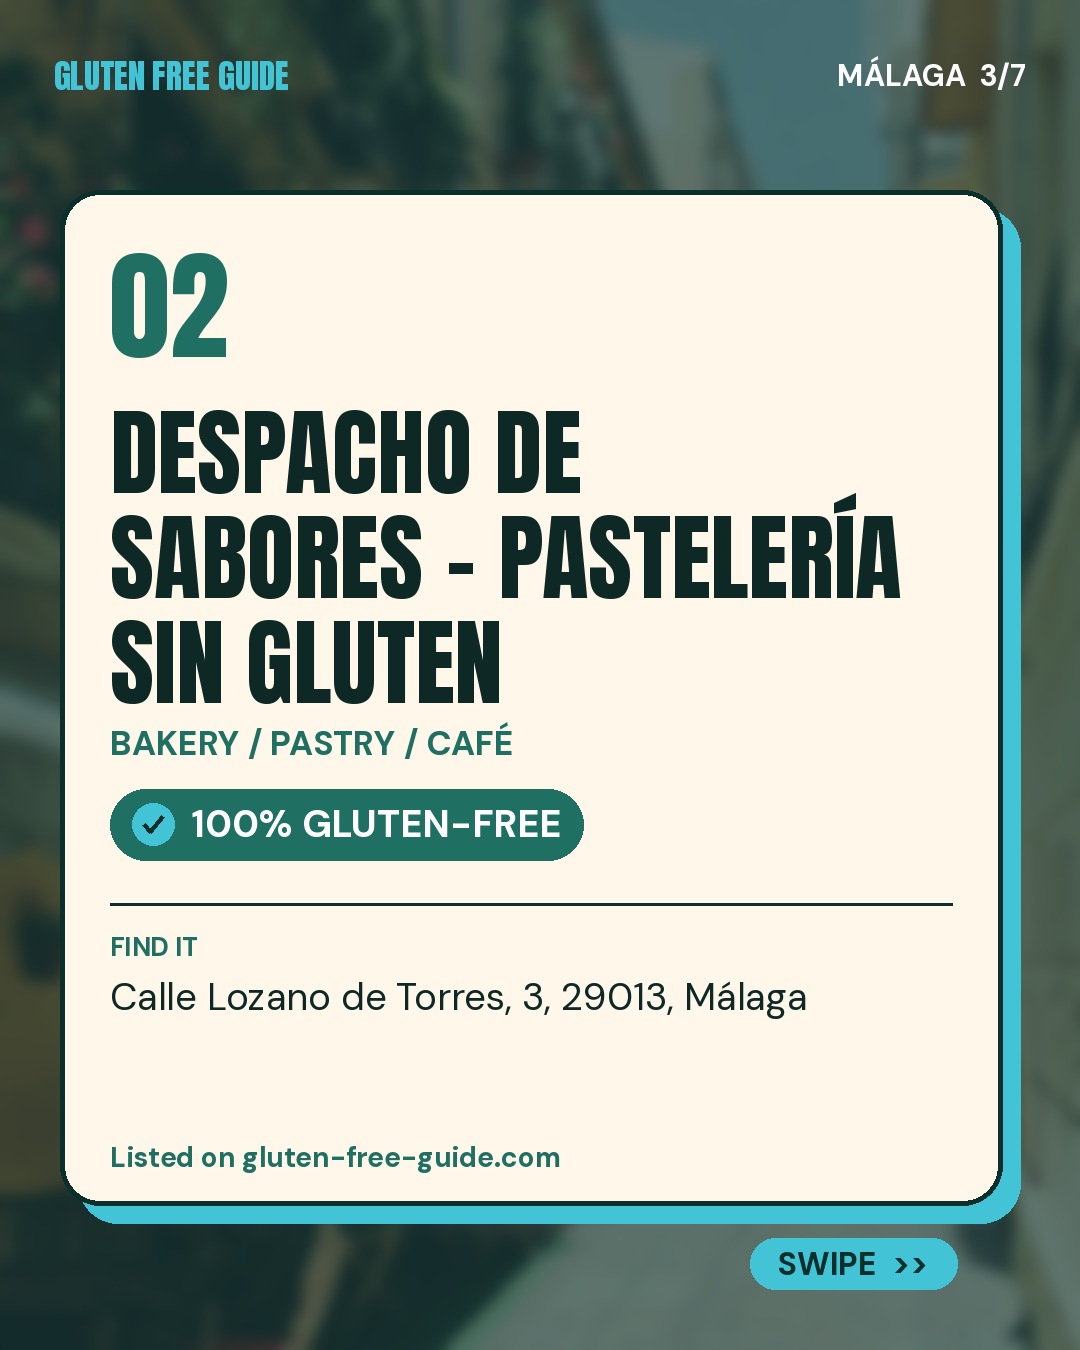 GLUTEN FREE GUIDE
MÁLAGA 3/7
02
DESPACHO DE
SABORES - PASTELERÍA
SIN GLUTEN
BAKERY / PASTRY / CAFÉ
100% GLUTEN-FREE
FIND IT
Calle Lozano de Torres, 3, 29013, Málaga
Listed on gluten-free-guide.com
SWIPE >>